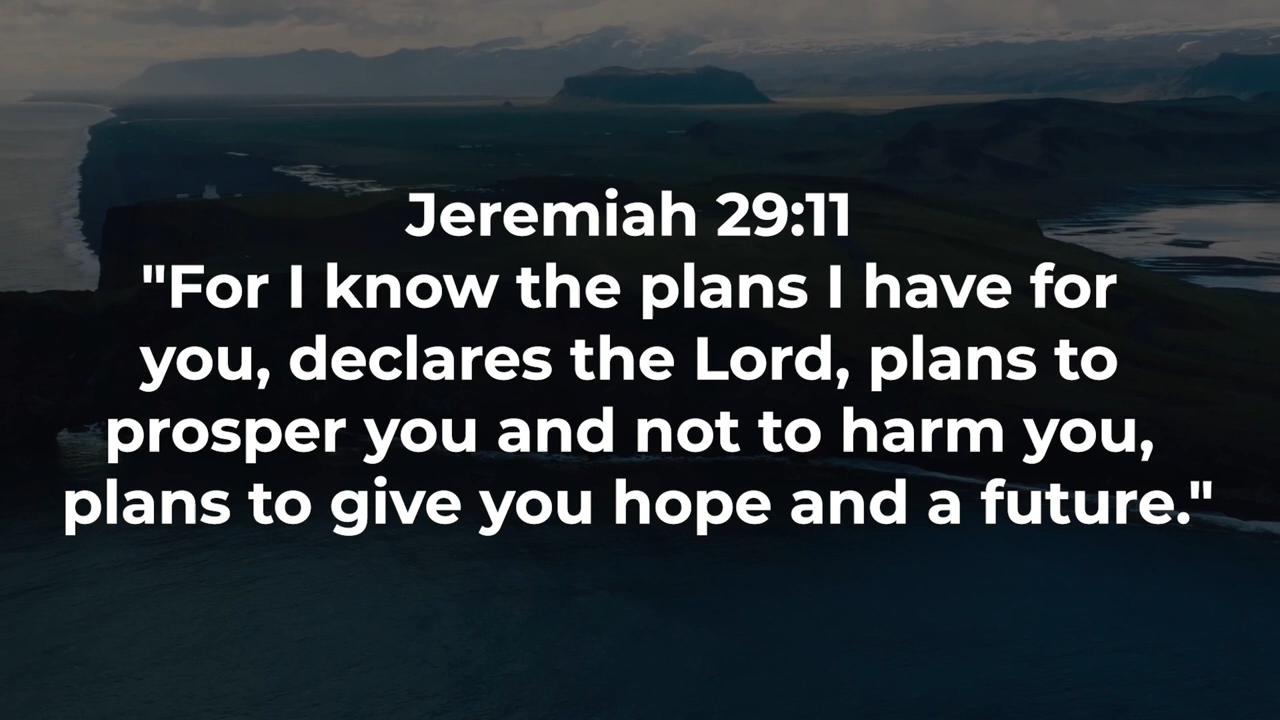 Jeremiah 29:11
"For I know the plans I have for
you, declares the Lord, plans to
prosper you and not to harm you,
plans to give you hope and a future."